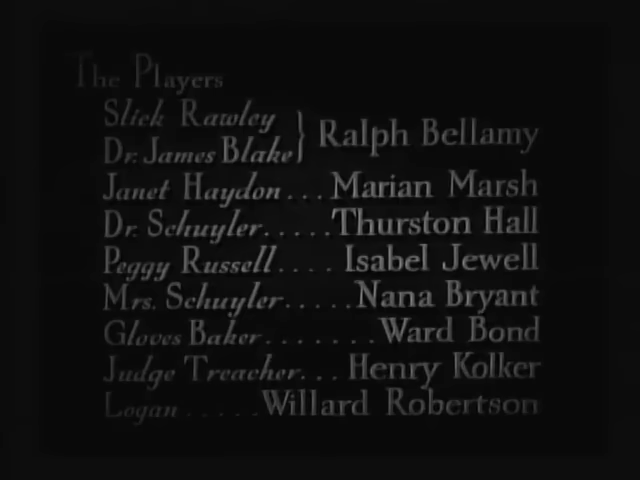 The Players
Slick Rawley
Dr. James Blake } Ralph Bellamy
Janet Haydon... Marian Marsh
Dr. Schuyler..... Thurston Hall
Peggy Russell.... Isabel Jewell
Mrs. Schuyler..... Nana Bryant
Gloves Baker....... Ward Bond
Judge Treacher... Henry Kolker
Logan..... Willard Robertson